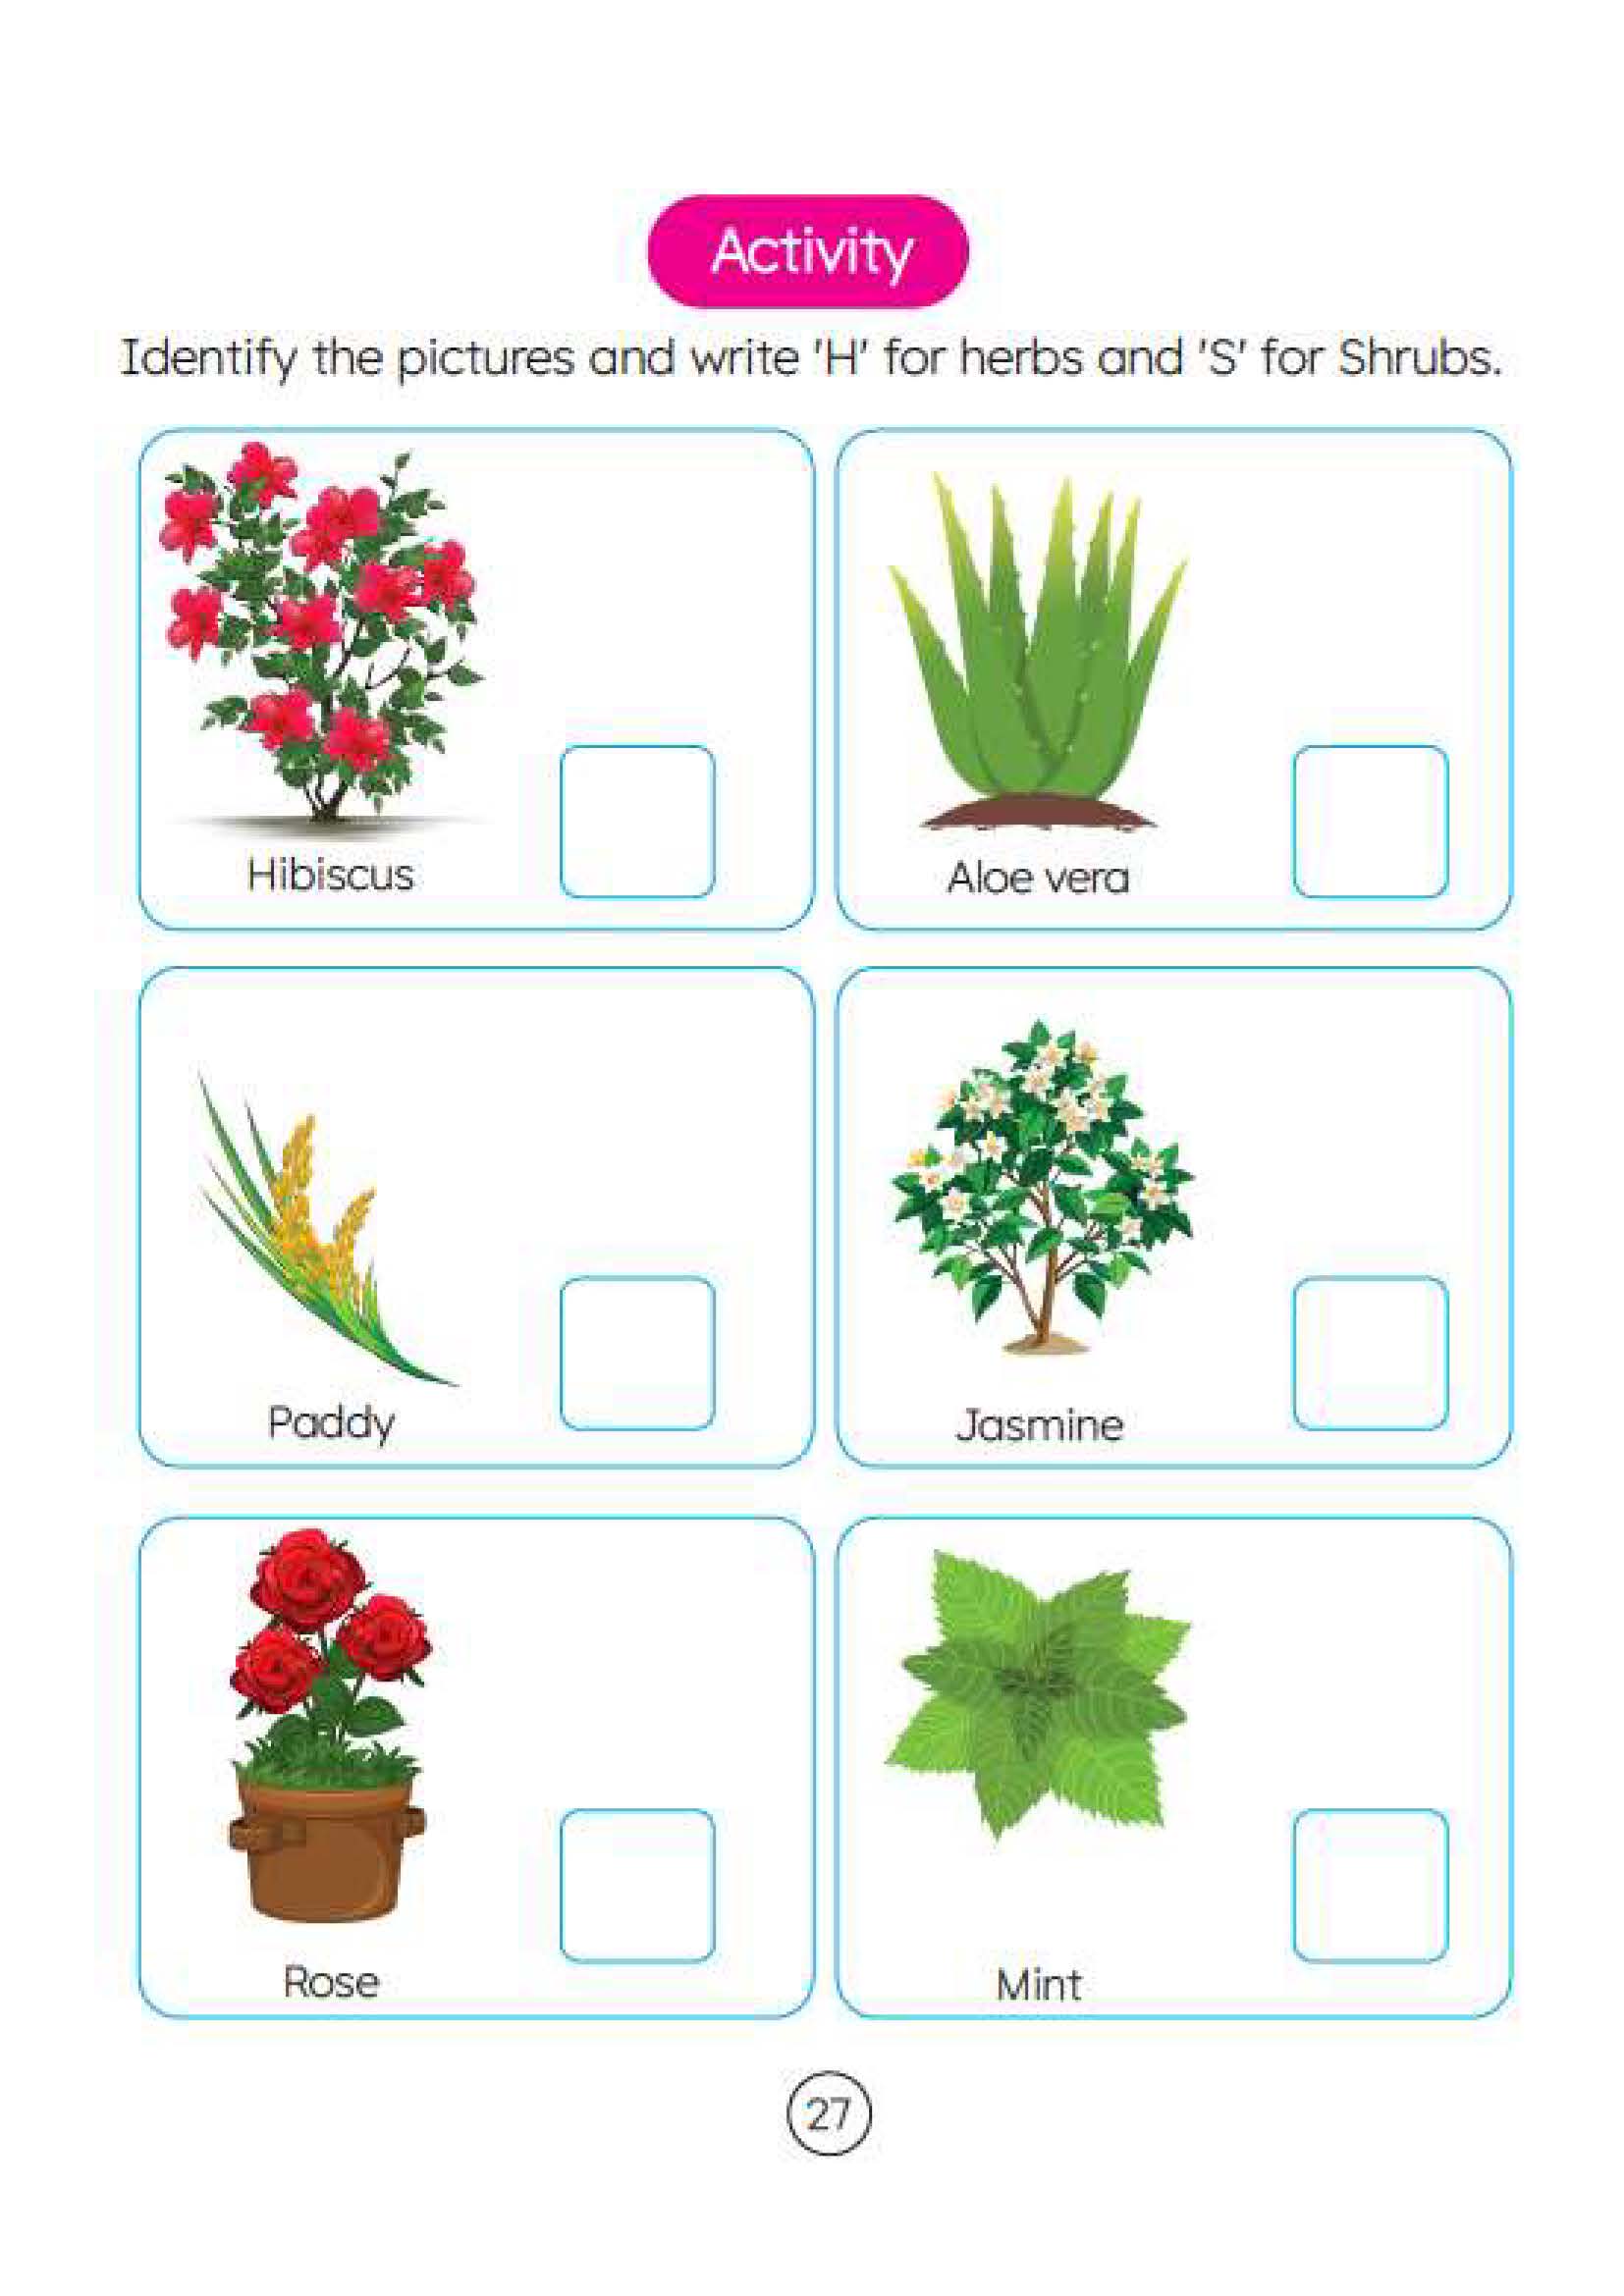 Activity
Identify the pictures and write 'H' for herbs and 'S' for Shrubs.
Hibiscus
Aloe vera
Paddy
Jasmine
Rose
Mint
27